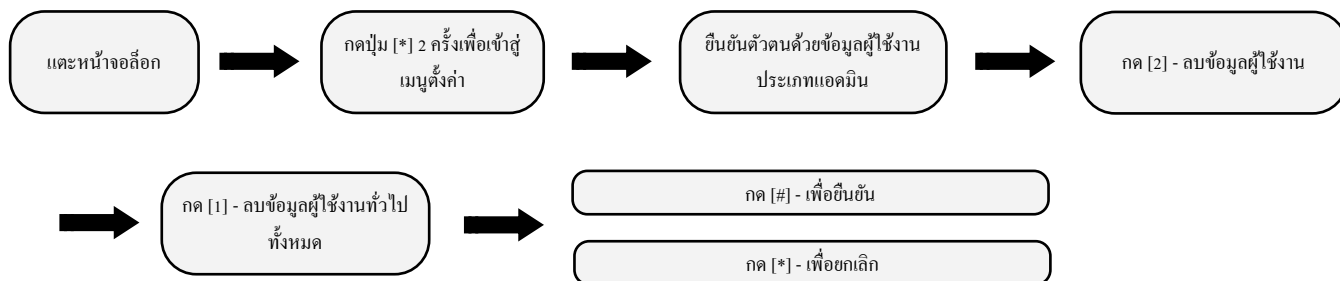 แตะหน้าจอล็อก
กดปุ่ม [*] 2 ครั้งเพื่อเข้าสู่
เมนูตั้งค่า
ยืนยันตัวตนด้วยข้อมูลผู้ใช้งาน
ประเภทแอดมิน
กด [2] - ลบข้อมูลผู้ใช้งาน
กด [1] - ลบข้อมูลผู้ใช้งานทั่วไป
ทั้งหมด
กด [#] - เพื่อยืนยัน
กด [*] - เพื่อยกเลิก